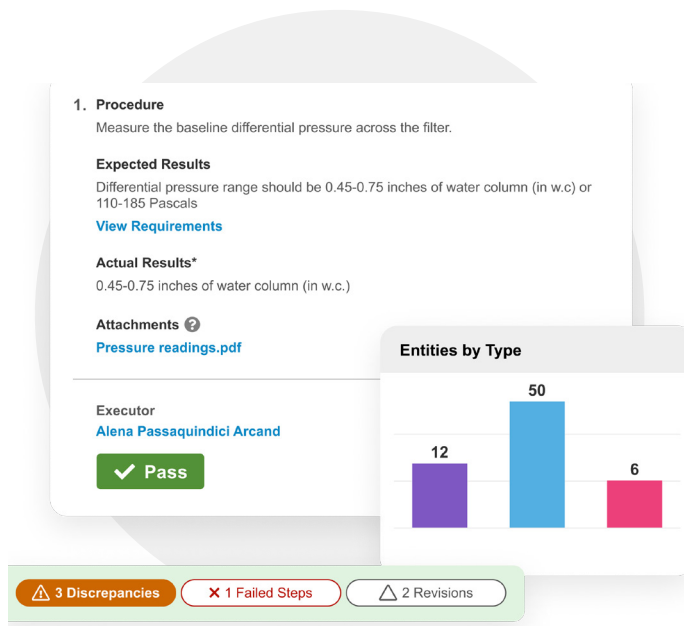 1. Procedure
Measure the baseline differential pressure across the filter.
Expected Results
Differential pressure range should be 0.45-0.75 inches of water column (in w.c) or
110-185 Pascals
View Requirements
Actual Results*
0.45-0.75 inches of water column (in w.c.)
Attachments ?
Pressure readings.pdf
Executor
Alena Passaquindici Arcand
Pass
Entities by Type
50
12
6
3 Discrepancies
1 Failed Steps
2 Revisions